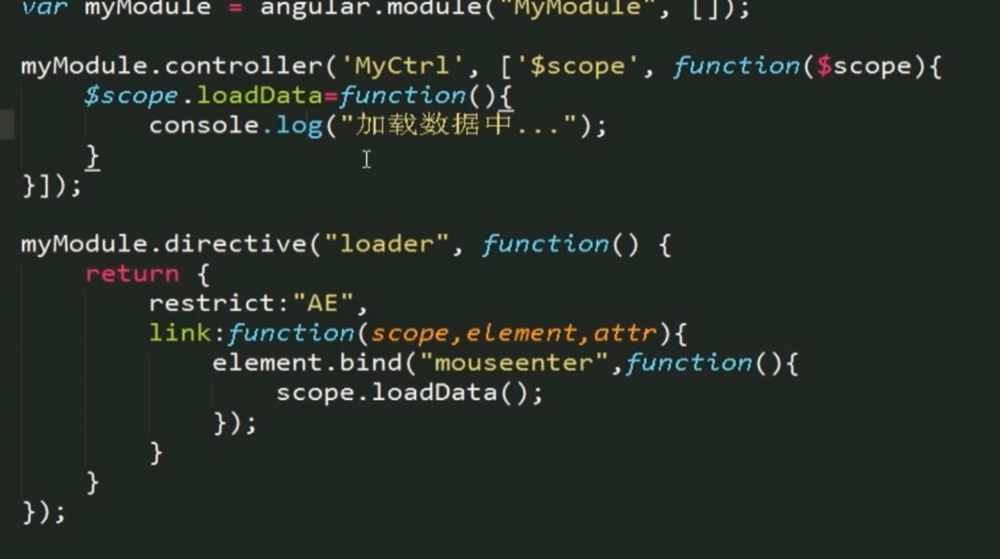 var myModule = angular.module("MyModule", []);
myModule.controller('MyCtrl', ['$scope', function($scope){
$scope.loadData=function(){
console.log("加载数据中...");
}
}]);
myModule.directive("loader", function() {
return {
restrict:"AE",
link:function(scope,element,attr){
element.bind("mouseenter",function(){
scope.loadData();
});
}
}
});